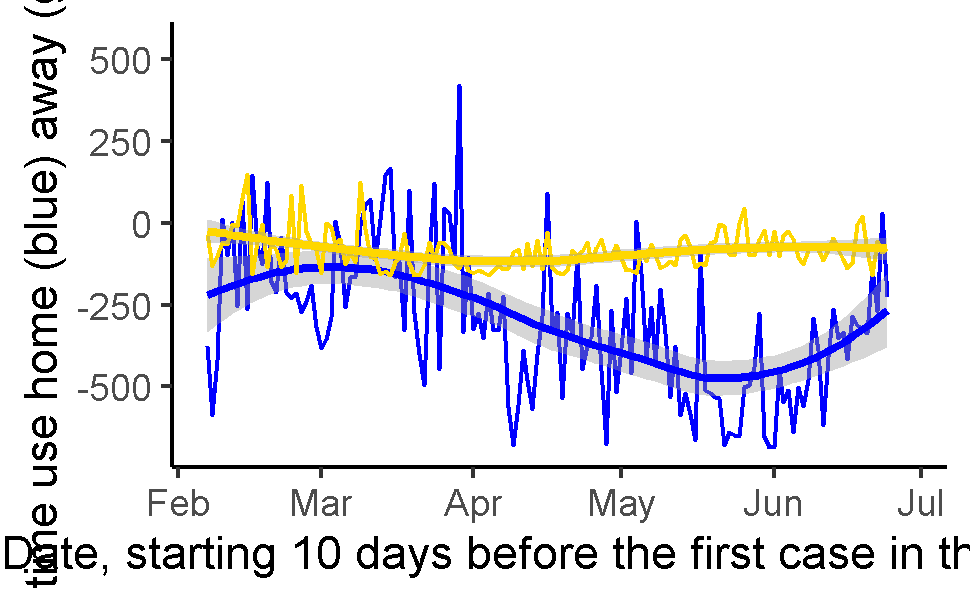 time use home (blue) away (
500
250
0
-250
-500
Feb Mar Apr May Jun Jul
Date, starting 10 days before the first case in th